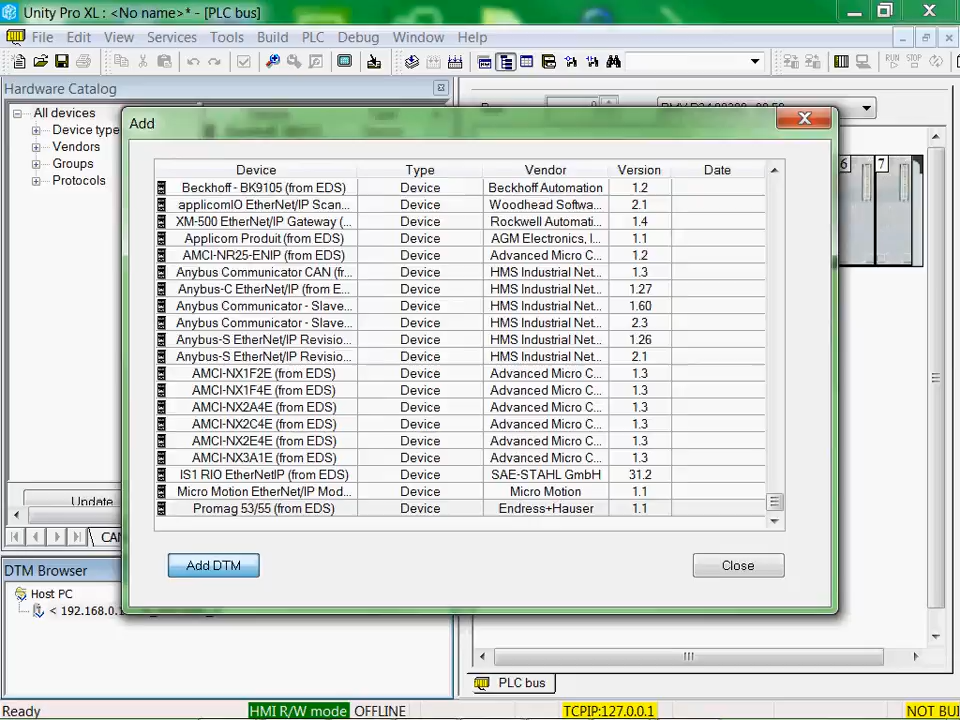 Unity Pro XL : <No name>* - [PLC bus]
File Edit View Services Tools Build PLC Debug Window Help
Hardware Catalog
All devices
Device type
Vendors
Groups
Protocols
Update
CAN
Add
Device Type Vendor Version Date
Beckhoff - BK9105 (from EDS) Device Beckhoff Automation 1.2
applicomIO EtherNet/IP Scan... Device Woodhead Softwa... 2.1
XM-500 EtherNet/IP Gateway (... Device Rockwell Automati... 1.4
Applicom Produit (from EDS) Device AGM Electronics, I... 1.1
AMCI-NR25-ENIP (from EDS) Device Advanced Micro C... 1.2
Anybus Communicator CAN (fr... Device HMS Industrial Net... 1.3
Anybus-C EtherNet/IP (from E... Device HMS Industrial Net... 1.27
Anybus Communicator - Slave... Device HMS Industrial Net... 1.60
Anybus Communicator - Slave... Device HMS Industrial Net... 2.3
Anybus-S EtherNet/IP Revisio... Device HMS Industrial Net... 1.26
Anybus-S EtherNet/IP Revisio... Device HMS Industrial Net... 2.1
AMCI-NX1F2E (from EDS) Device Advanced Micro C... 1.3
AMCI-NX1F4E (from EDS) Device Advanced Micro C... 1.3
AMCI-NX2A4E (from EDS) Device Advanced Micro C... 1.3
AMCI-NX2C4E (from EDS) Device Advanced Micro C... 1.3
AMCI-NX2E4E (from EDS) Device Advanced Micro C... 1.3
AMCI-NX3A1E (from EDS) Device Advanced Micro C... 1.3
IS1 RIO EtherNetIP (from EDS) Device SAE-STAHL GmbH 31.2
Micro Motion EtherNet/IP Mod... Device Micro Motion 1.1
Promag 53/55 (from EDS) Device Endress+Hauser 1.1
Add DTM Close
6 7
DTM Browser
Host PC
< 192.168.0.1
PLC bus
Ready HMI R/W mode OFFLINE TCPIP:127.0.0.1 NOT BUI